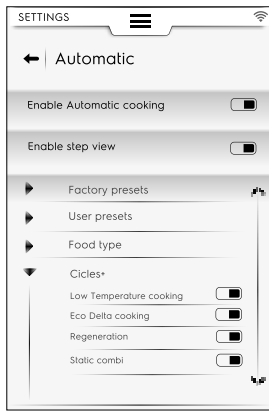 SETTINGS
Automatic
Enable Automatic cooking
Enable step view
Factory presets
User presets
Food type
Cicles+
Low Temperature cooking
Eco Delta cooking
Regeneration
Static combi